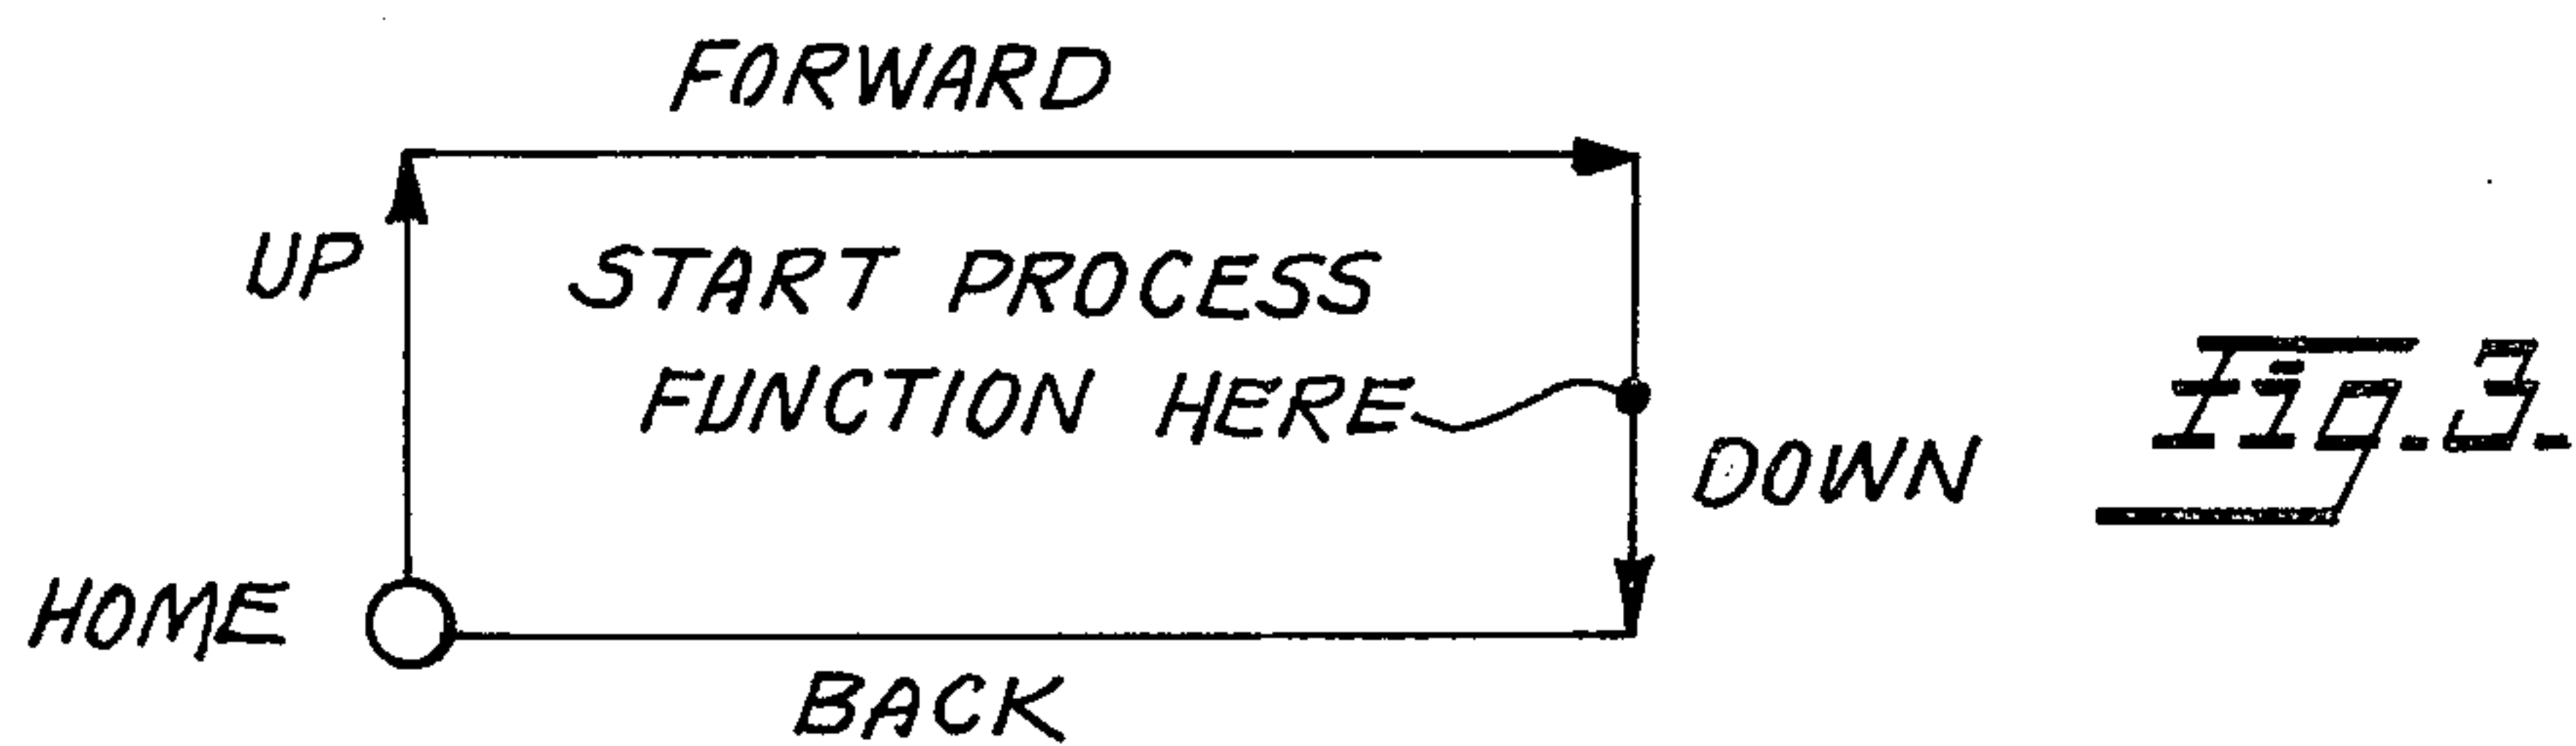 FORWARD
UP
START PROCESS
FUNCTION HERE
DOWN
Fig. 3.
HOME
BACK